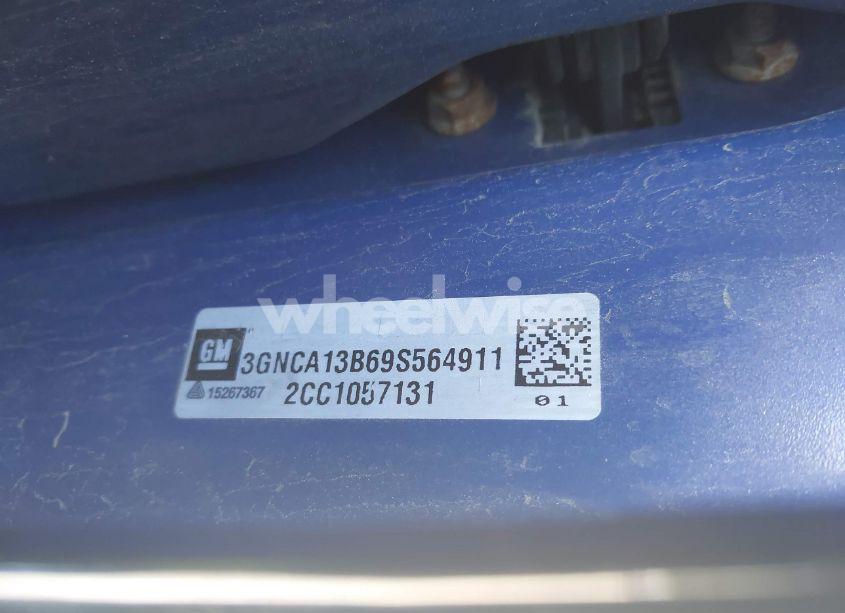 wheelwise
GM
3GNCA13B69S564911
15267367
2CC1057131
01